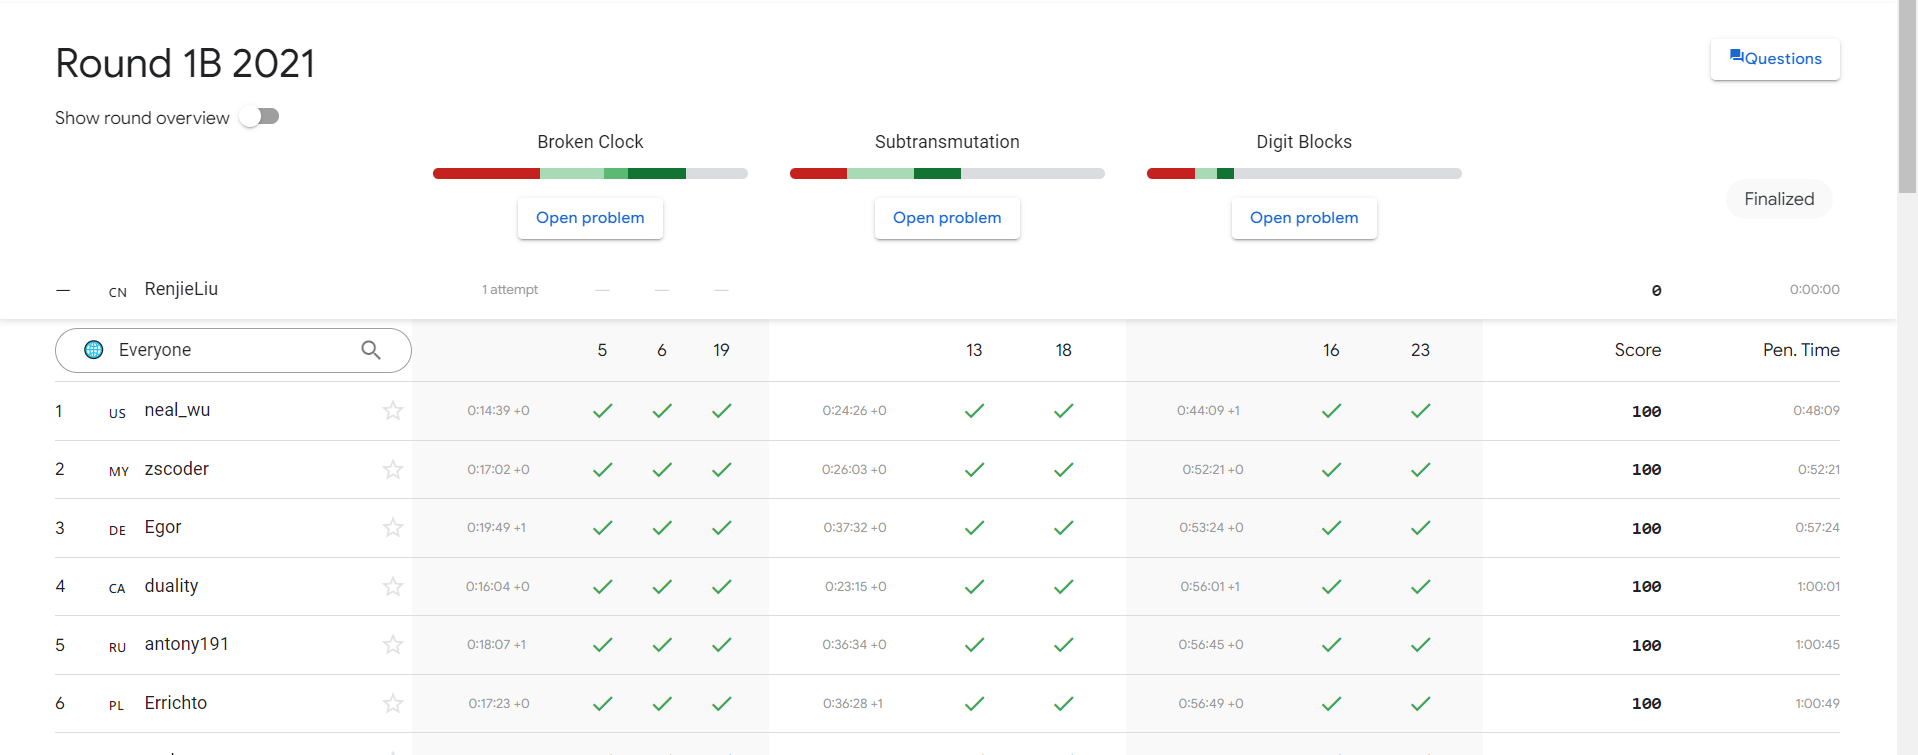 Round 1B 2021
Questions
Show round overview
Broken Clock Subtransmutation Digit Blocks
Open problem Open problem Open problem
Finalized
— CN RenjieLiu 1 attempt — — — 0 0:00:00
Everyone 5 6 19 13 18 16 23 Score Pen. Time
1 US neal_wu 0:14:39 +0 0:24:26 +0 0:44:09 +1 100 0:48:09
2 MY zscoder 0:17:02 +0 0:26:03 +0 0:52:21 +0 100 0:52:21
3 DE Egor 0:19:49 +1 0:37:32 +0 0:53:24 +0 100 0:57:24
4 CA duality 0:16:04 +0 0:23:15 +0 0:56:01 +1 100 1:00:01
5 RU antony191 0:18:07 +1 0:36:34 +0 0:56:45 +0 100 1:00:45
6 PL Errichto 0:17:23 +0 0:36:28 +1 0:56:49 +0 100 1:00:49